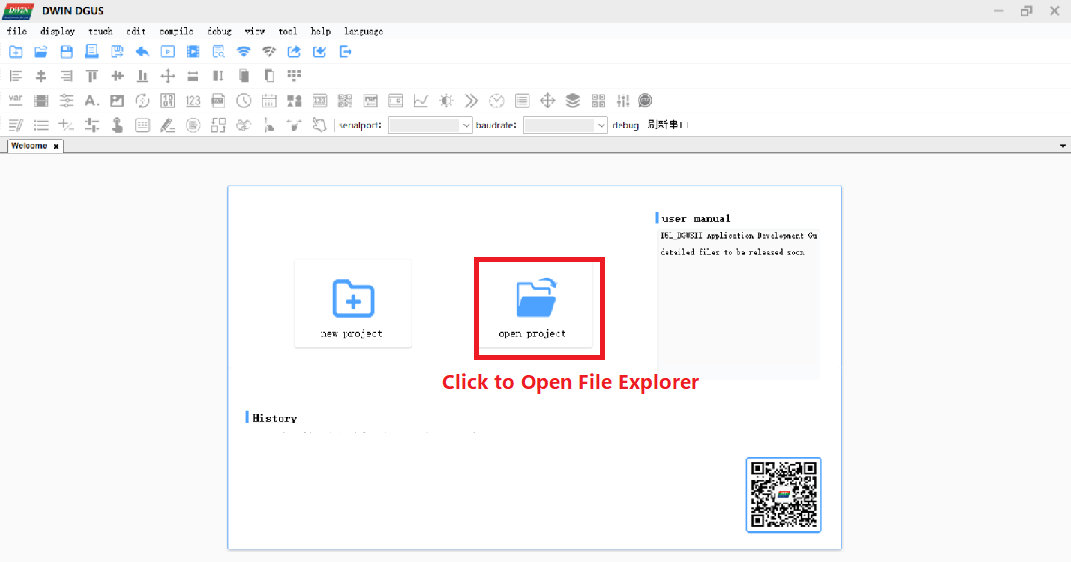 DWIN DWIN DGUS
file display touch edit compile debug view tool help language
var
A. 123
serialport: baudrate: debug 刷新串口
Welcome x
user manual
T5L_DGUSII Application Development Gu
detailed files to be released soon
new project open project
Click to Open File Explorer
History